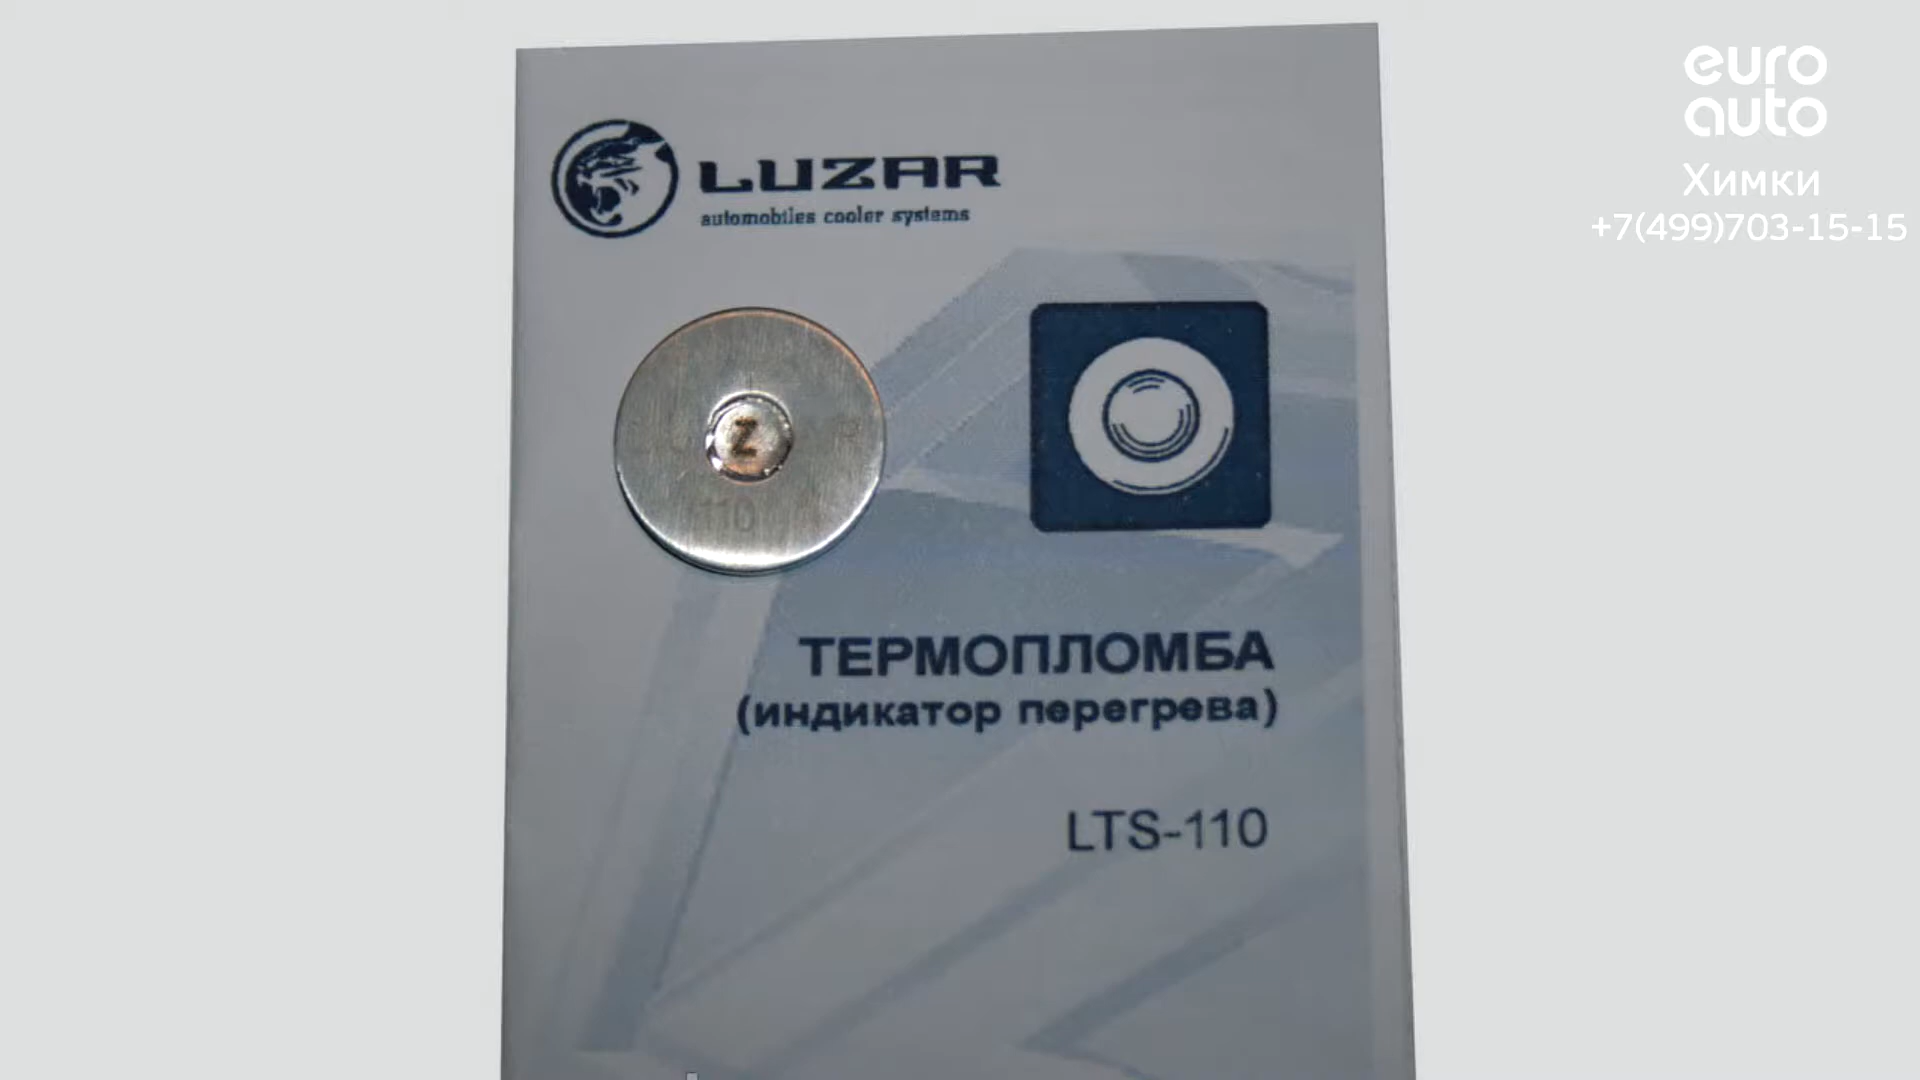 euro
auto
Химки
+7(499)703-15-15
LUZAR
automobiles cooler systems
Z
110
ТЕРМОПЛОМБА
(индикатор перегрева)
LTS-110